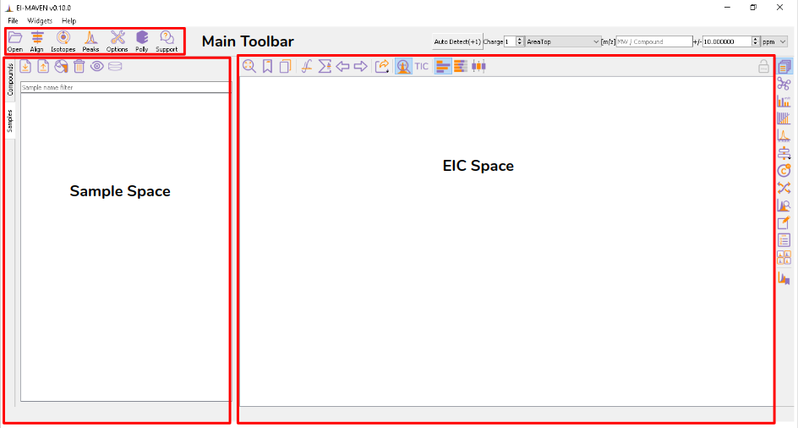 El-MAVEN v0.10.0
File Widgets Help
Open Align Isotopes Peaks Options Polly Support
Main Toolbar
Auto Detect(+1) Charge 1 AreaTop [m/z] MW / Compound +/- 10.000000 ppm
TIC
Compounds
Samples
Sample name filter
Sample Space
EIC Space